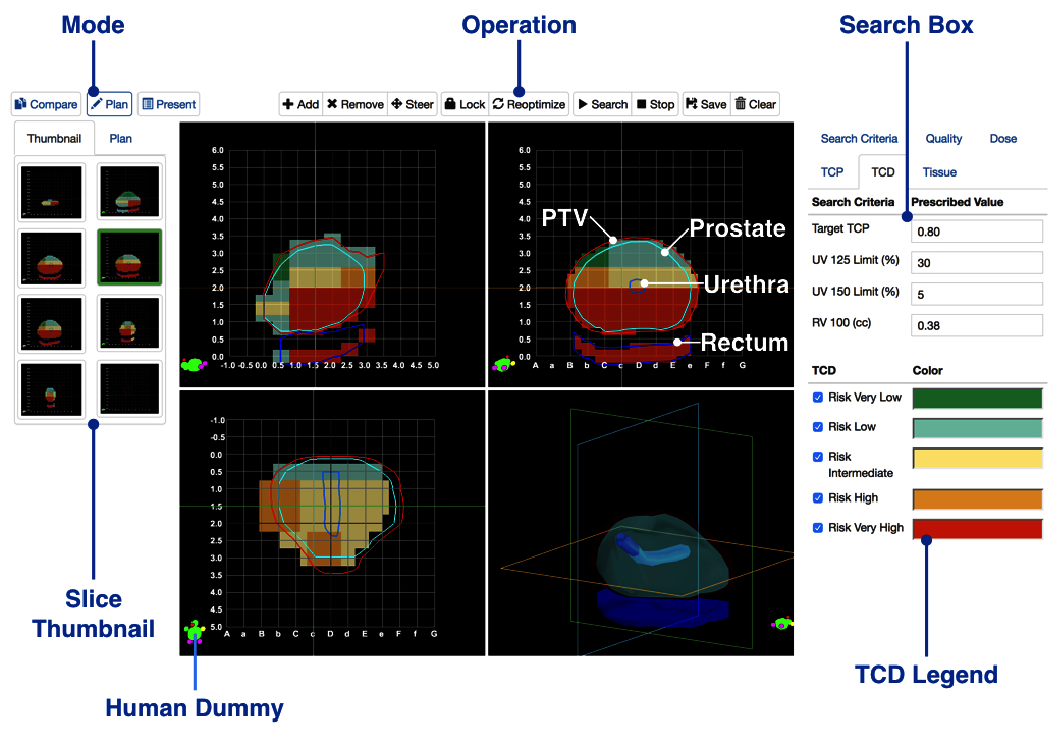 Mode
Operation
Search Box
Compare
Plan
Present
Add
Remove
Steer
Lock
Reoptimize
Search
Stop
Save
Clear
Thumbnail
Plan
6.0
5.5
5.0
4.5
4.0
3.5
3.0
2.5
2.0
1.5
1.0
0.5
0.0
-1.0 -0.5 0.0 0.5 1.0 1.5 2.0 2.5 3.0 3.5 4.0 4.5 5.0
6.0
5.5
5.0
4.5
4.0
3.5
3.0
2.5
2.0
1.5
1.0
0.5
0.0
A a B b C c D d E e F f G
PTV
Prostate
Urethra
Rectum
-1.0
-0.5
0.0
0.5
1.0
1.5
2.0
2.5
3.0
3.5
4.0
4.5
5.0
A a B b C c D d E e F f G
Search Criteria
Quality
Dose
TCP
TCD
Tissue
Search Criteria
Prescribed Value
Target TCP
0.80
UV 125 Limit (%)
30
UV 150 Limit (%)
5
RV 100 (cc)
0.38
TCD
Color
Risk Very Low
Risk Low
Risk
Intermediate
Risk High
Risk Very High
Slice
Thumbnail
Human Dummy
TCD Legend